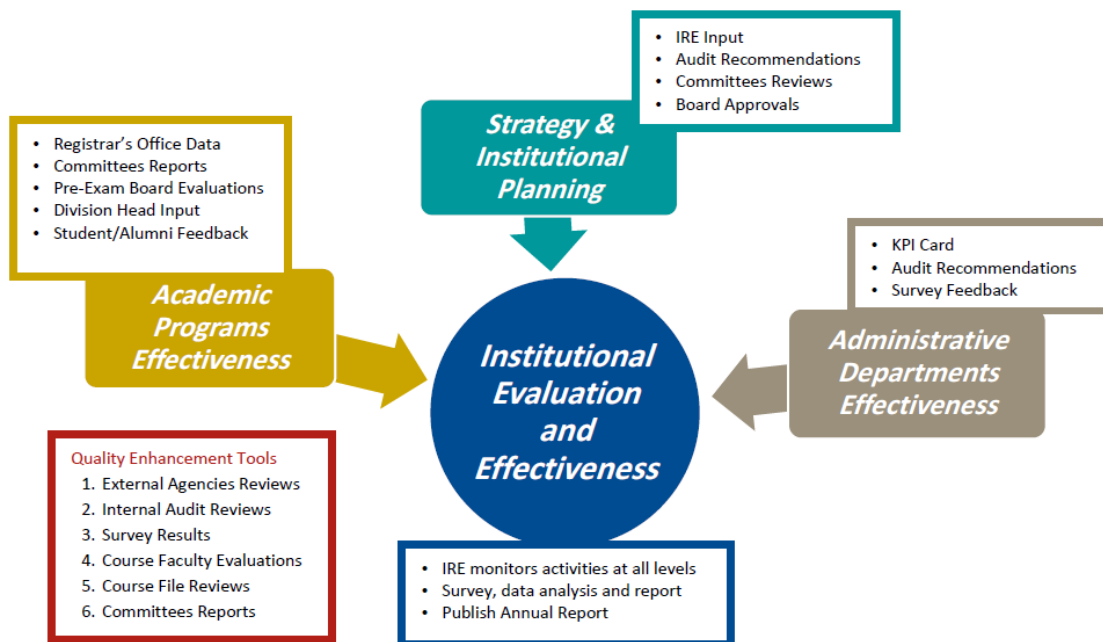 • IRE Input
• Audit Recommendations
• Committees Reviews
• Board Approvals
Strategy &
Institutional
Planning
• Registrar's Office Data
• Committees Reports
• Pre-Exam Board Evaluations
• Division Head Input
• Student/Alumni Feedback
Academic
Programs
Effectiveness
• KPI Card
• Audit Recommendations
• Survey Feedback
Administrative
Departments
Effectiveness
Institutional
Evaluation
and
Effectiveness
Quality Enhancement Tools
1. External Agencies Reviews
2. Internal Audit Reviews
3. Survey Results
4. Course Faculty Evaluations
5. Course File Reviews
6. Committees Reports
• IRE monitors activities at all levels
• Survey, data analysis and report
• Publish Annual Report